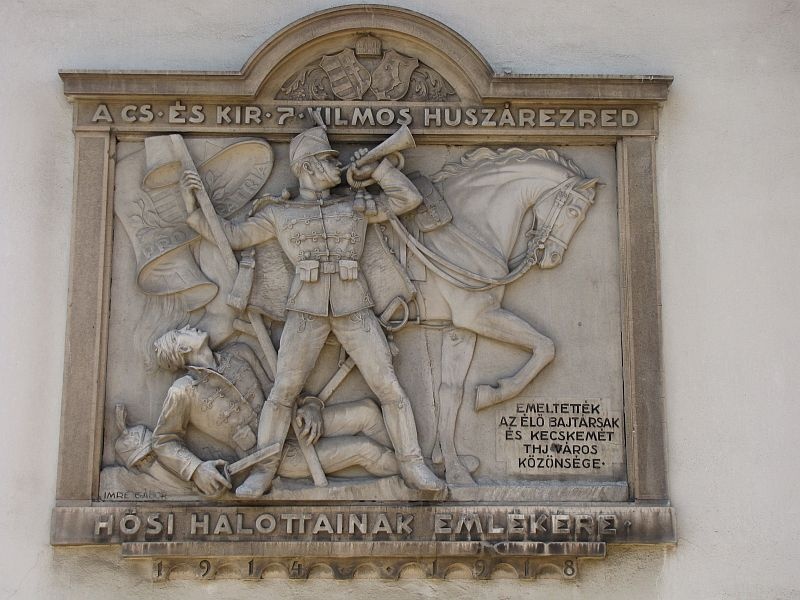 A CS· ÉS KIR· 7· VILMOS HUSZÁREZRED
PATRIA
EMELTETTÉK
AZ ÉLŐ BAJTÁRSAK
ÉS KECSKEMÉT
THJ VÁROS
KÖZÖNSÉGE·
IMRE GÁBOR
HŐSI HALOTTAINAK EMLÉKÉRE·
1914-1918